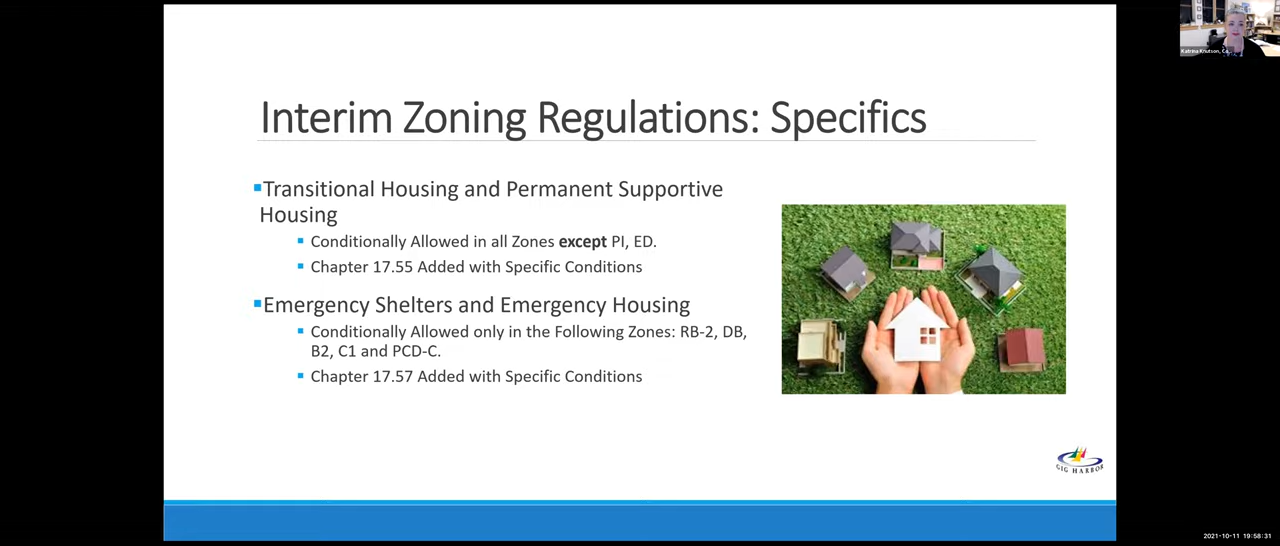 Katrina Knutson, Ca...
Interim Zoning Regulations: Specifics
▪Transitional Housing and Permanent Supportive
Housing
▪ Conditionally Allowed in all Zones except PI, ED.
▪ Chapter 17.55 Added with Specific Conditions
▪Emergency Shelters and Emergency Housing
▪ Conditionally Allowed only in the Following Zones: RB-2, DB,
B2, C1 and PCD-C.
▪ Chapter 17.57 Added with Specific Conditions
GIG HARBOR
2021-10-11 19:58:31